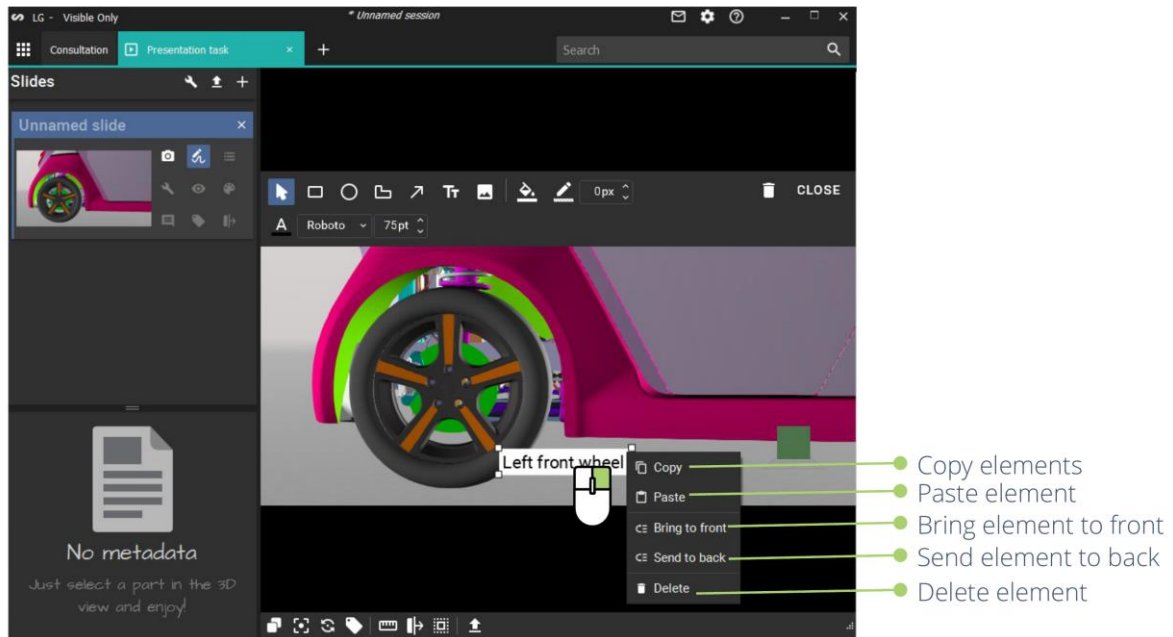 LG - Visible Only
* Unnamed session
Consultation
Presentation task
Search
Slides
Unnamed slide
CLOSE
0px
A Roboto 75pt
Left front wheel
Copy
Paste
Bring to front
Send to back
Delete
Copy elements
Paste element
Bring element to front
Send element to back
Delete element
No metadata
Just select a part in the 3D
view and enjoy!